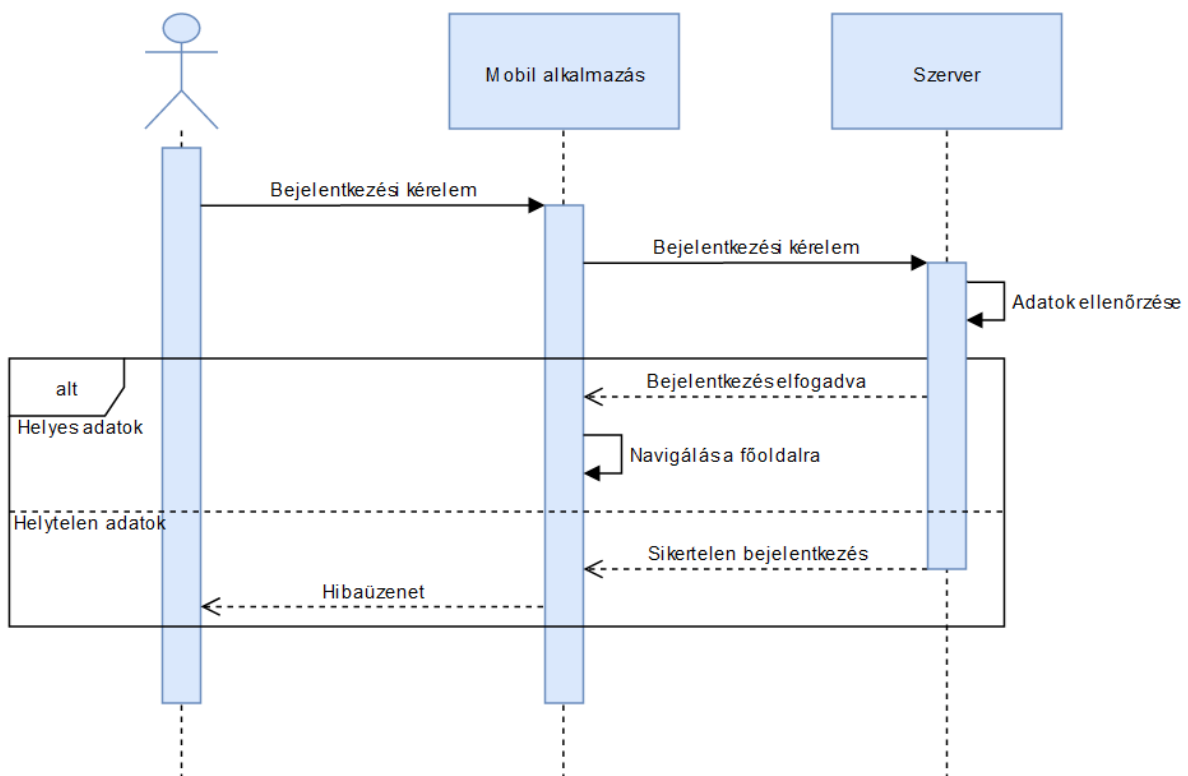 Mobil alkalmazás
Szerver
Bejelentkezési kérelem
Bejelentkezési kérelem
Adatok ellenőrzése
alt
Bejelentkezés elfogadva
Helyes adatok
Navigálás a főoldalra
Helytelen adatok
Sikertelen bejelentkezés
Hibaüzenet